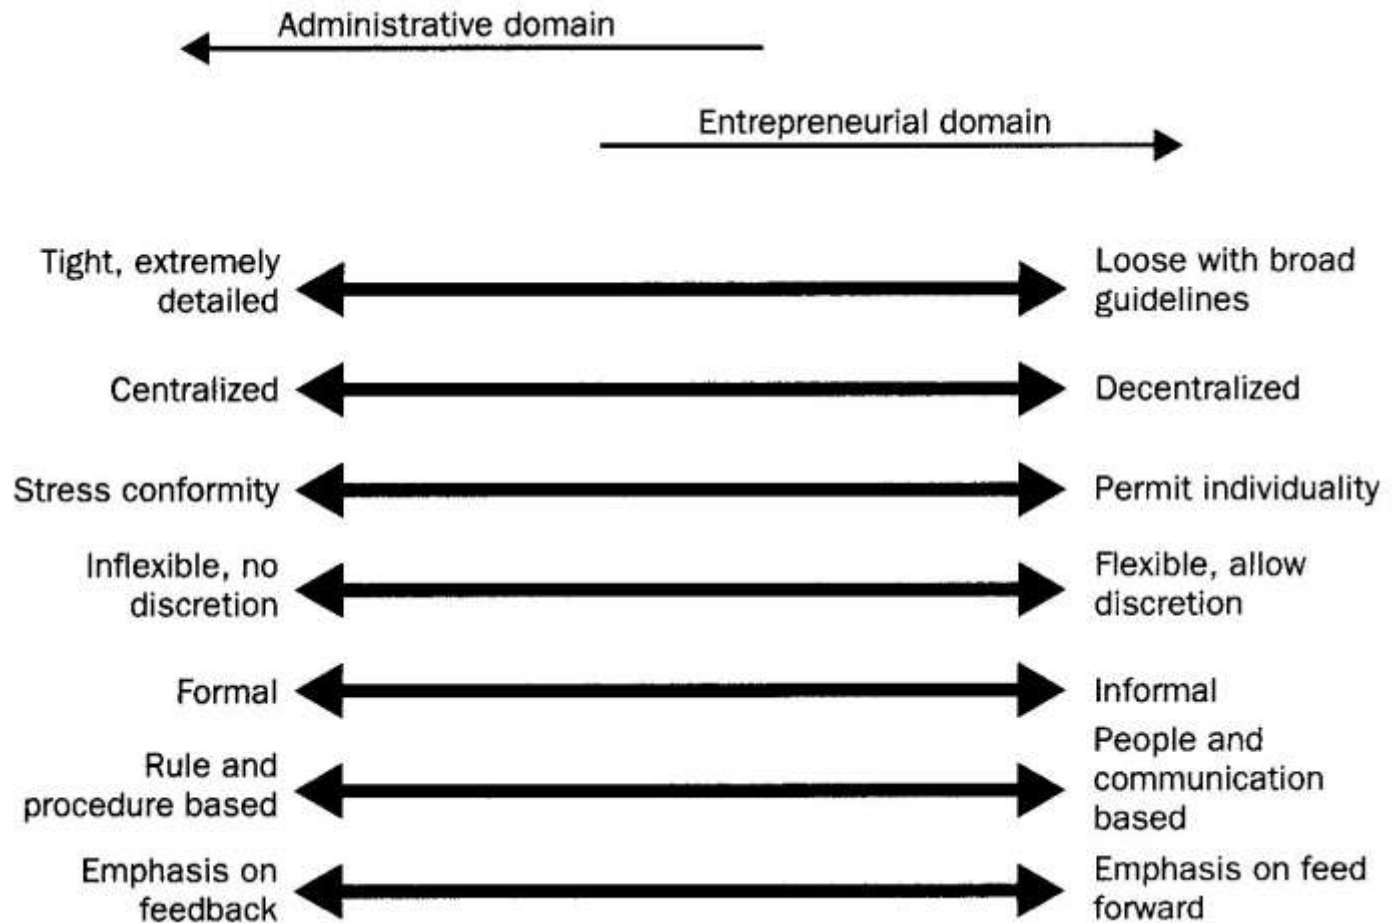 Administrative domain
Entrepreneurial domain
Tight, extremely
detailed
Loose with broad
guidelines
Centralized
Decentralized
Stress conformity
Permit individuality
Inflexible, no
discretion
Flexible, allow
discretion
Formal
Informal
Rule and
procedure based
People and
communication
based
Emphasis on
feedback
Emphasis on feed
forward